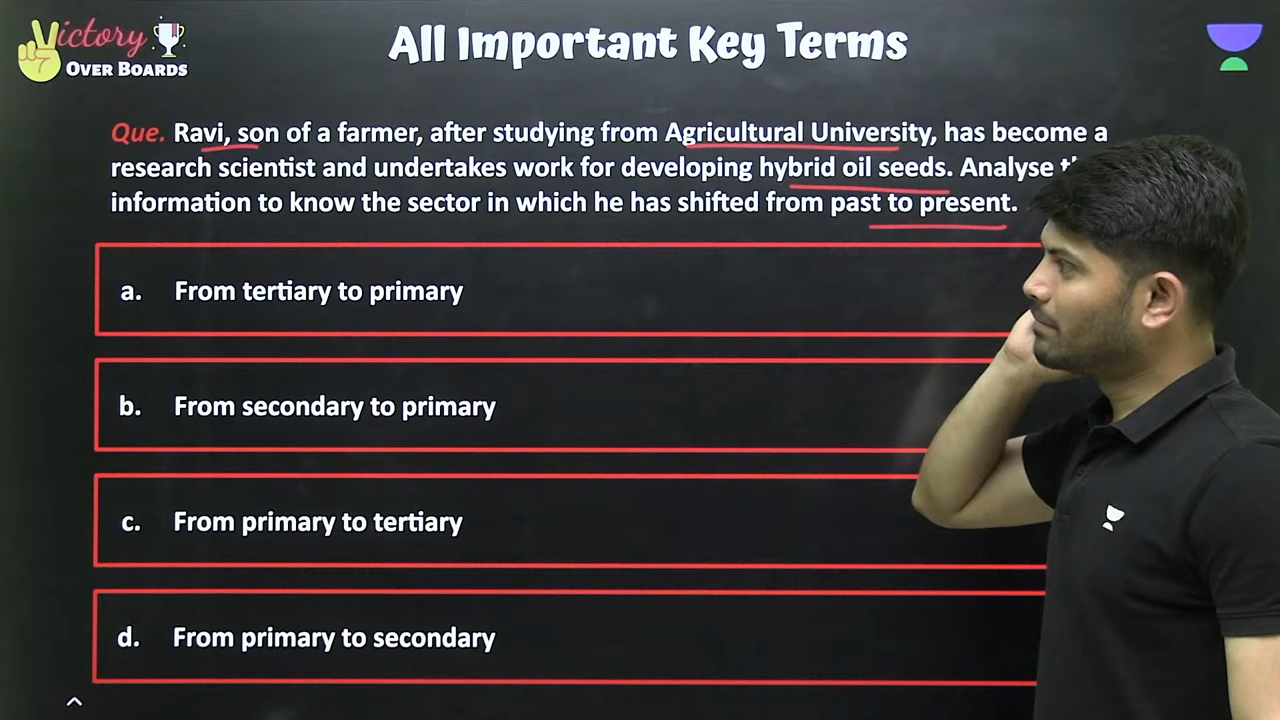 Victory
OVER BOARDS
All Important Key Terms
Que. Ravi, son of a farmer, after studying from Agricultural University, has become a
research scientist and undertakes work for developing hybrid oil seeds. Analyse
information to know the sector in which he has shifted from past to present.
a. From tertiary to primary
b. From secondary to primary
c. From primary to tertiary
d. From primary to secondary